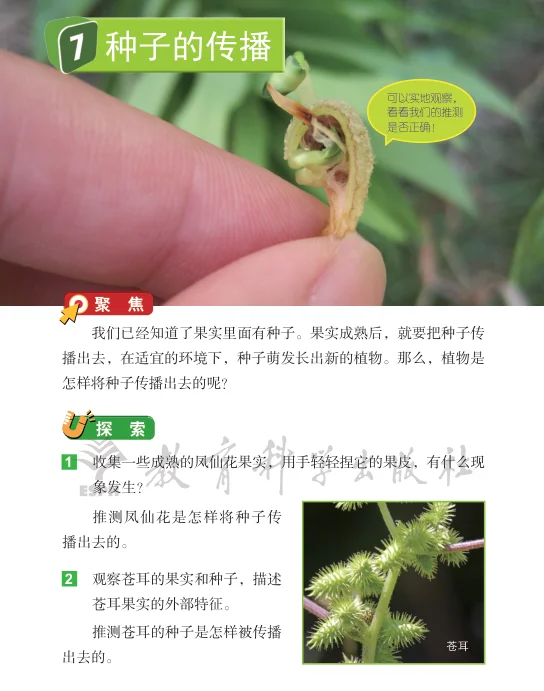 7 种子的传播
可以实地观察，
看看我们的推测
是否正确！
聚 焦
我们已经知道了果实里面有种子。果实成熟后，就要把种子传
播出去，在适宜的环境下，种子萌发长出新的植物。那么，植物是
怎样将种子传播出去的呢？
探 索
1 收集一些成熟的凤仙花果实，用手轻轻捏它的果皮，有什么现
象发生？
教育科学出版社
推测凤仙花是怎样将种子传
播出去的。
2 观察苍耳的果实和种子，描述
苍耳果实的外部特征。
推测苍耳的种子是怎样被传播
出去的。
苍耳